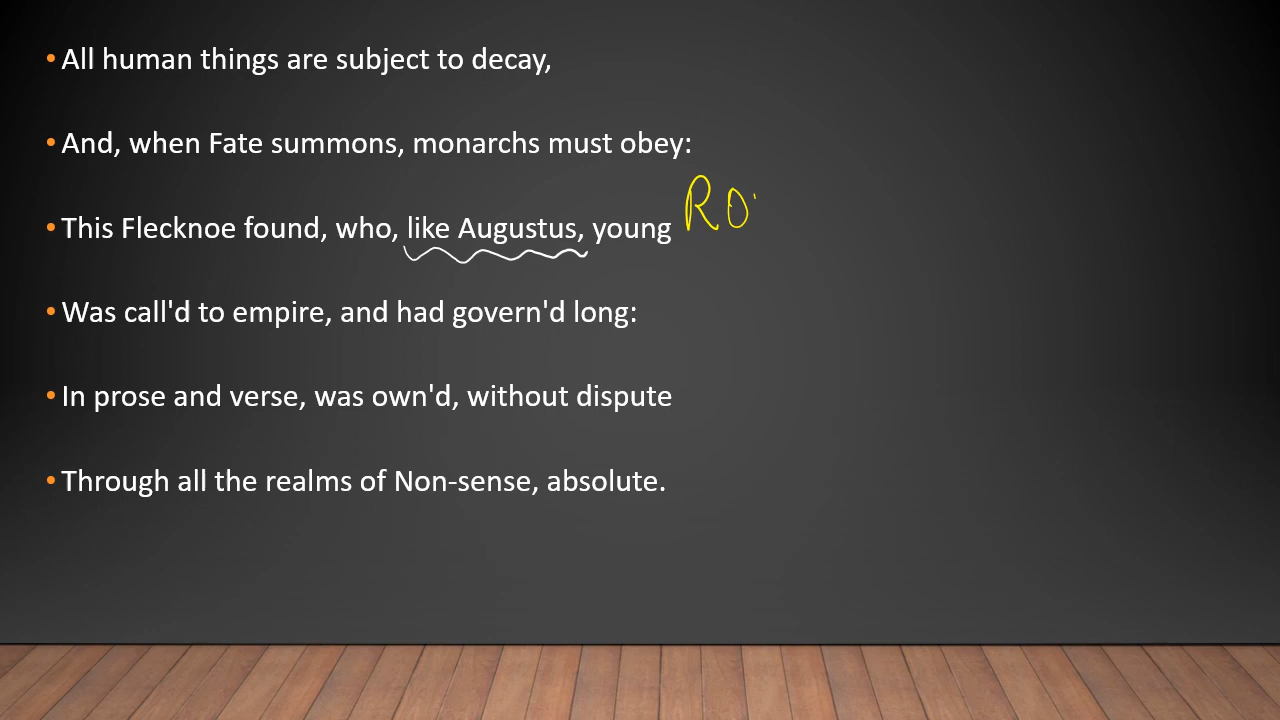 • All human things are subject to decay,
• And, when Fate summons, monarchs must obey:
• This Flecknoe found, who, like Augustus, young RO
• Was call'd to empire, and had govern'd long:
• In prose and verse, was own'd, without dispute
• Through all the realms of Non-sense, absolute.